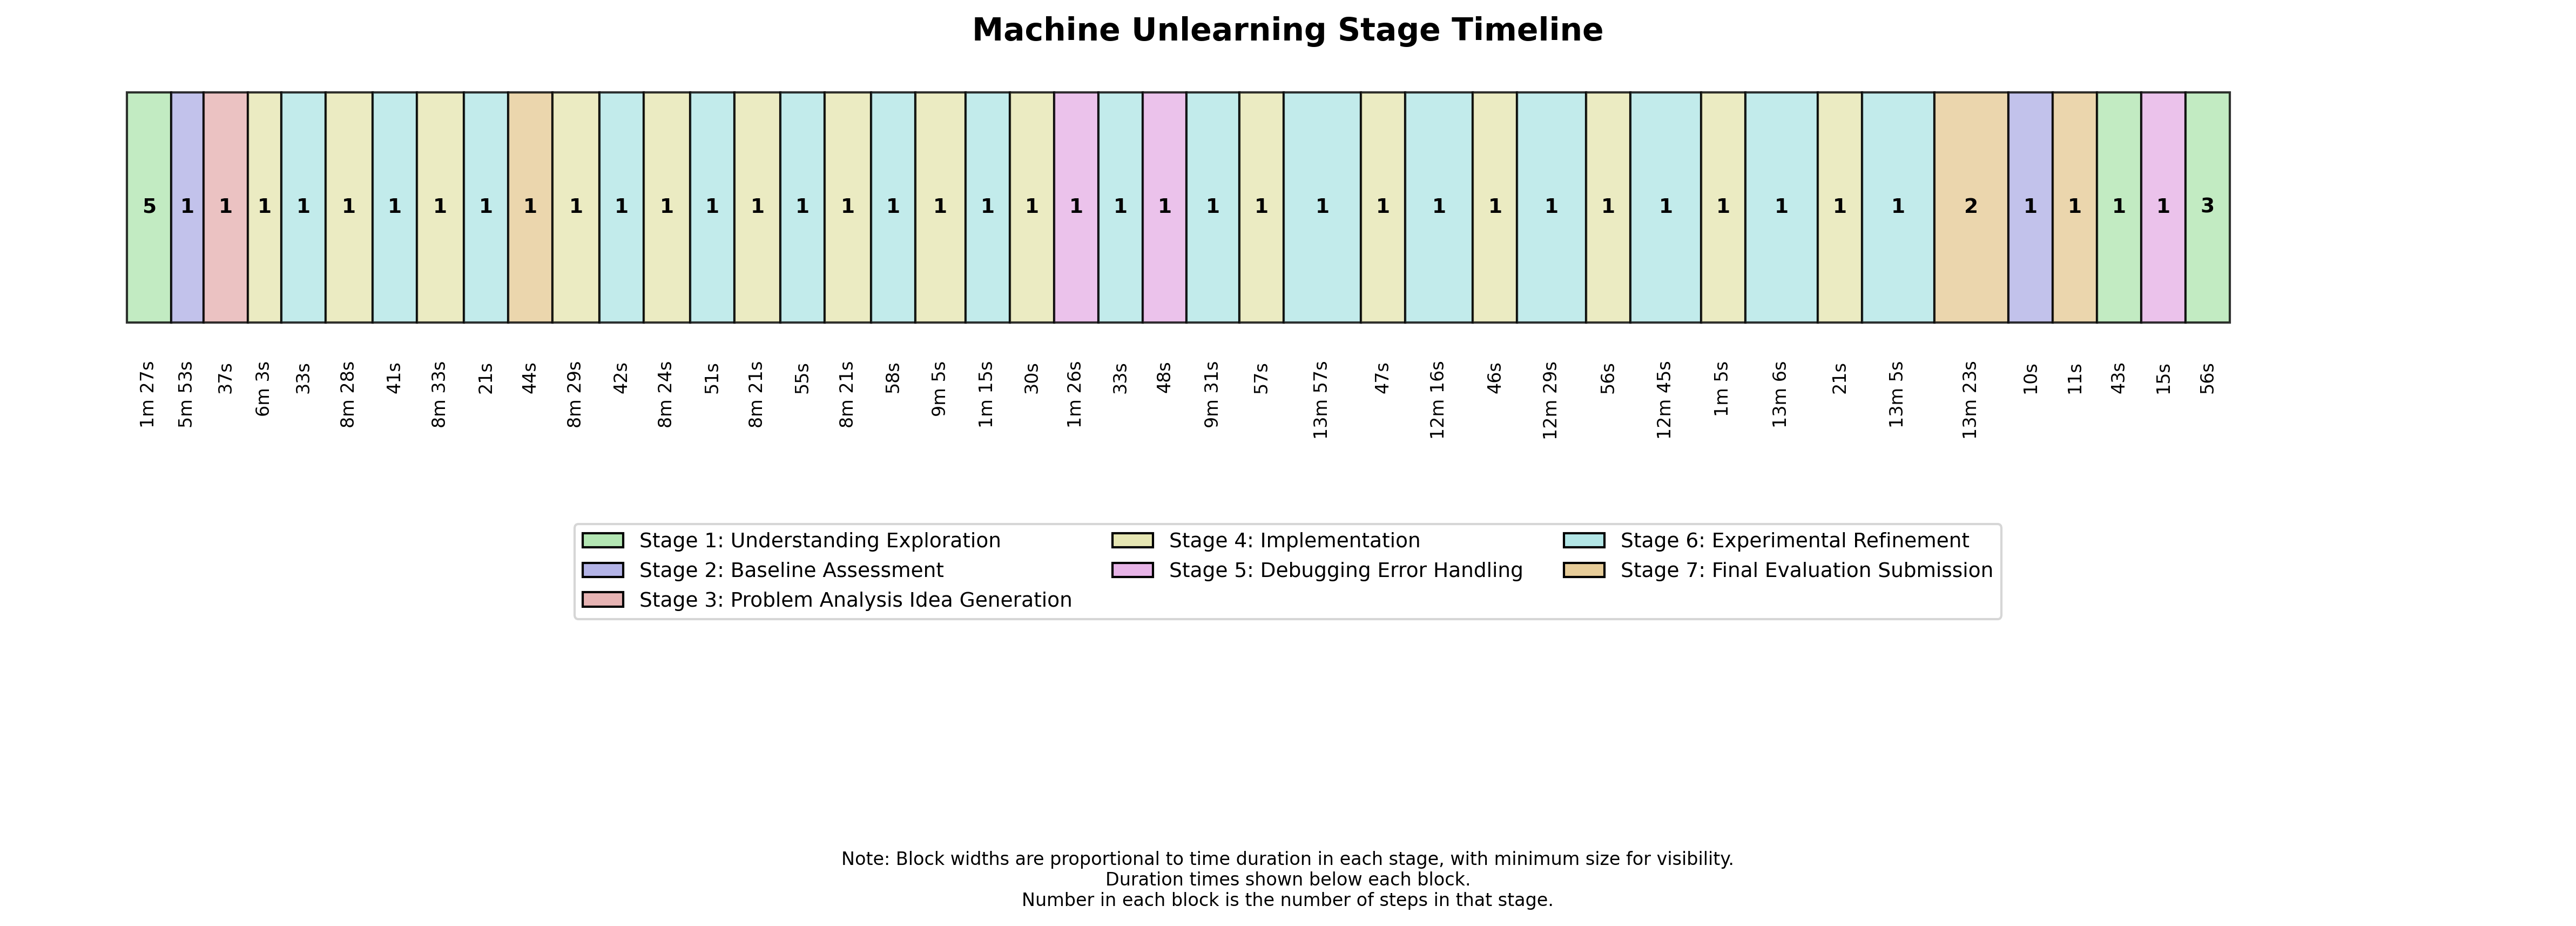 Machine Unlearning Stage Timeline
5 1 1 1 1 1 1 1 1 1 1 1 1 1 1 1 1 1 1 1 1 1 1 1 1 1 1 1 1 1 1 1 1 1 1 1 1 2 1 1 1 1 3
1m 27s
5m 53s
37s
6m 3s
33s
8m 28s
41s
8m 33s
21s
44s
8m 29s
42s
8m 24s
51s
8m 21s
55s
8m 21s
58s
9m 5s
1m 15s
30s
1m 26s
33s
48s
9m 31s
57s
13m 57s
47s
12m 16s
46s
12m 29s
56s
12m 45s
1m 5s
13m 6s
21s
13m 5s
13m 23s
10s
11s
43s
15s
56s
Stage 1: Understanding Exploration
Stage 2: Baseline Assessment
Stage 3: Problem Analysis Idea Generation
Stage 4: Implementation
Stage 5: Debugging Error Handling
Stage 6: Experimental Refinement
Stage 7: Final Evaluation Submission
Note: Block widths are proportional to time duration in each stage, with minimum size for visibility.
Duration times shown below each block.
Number in each block is the number of steps in that stage.